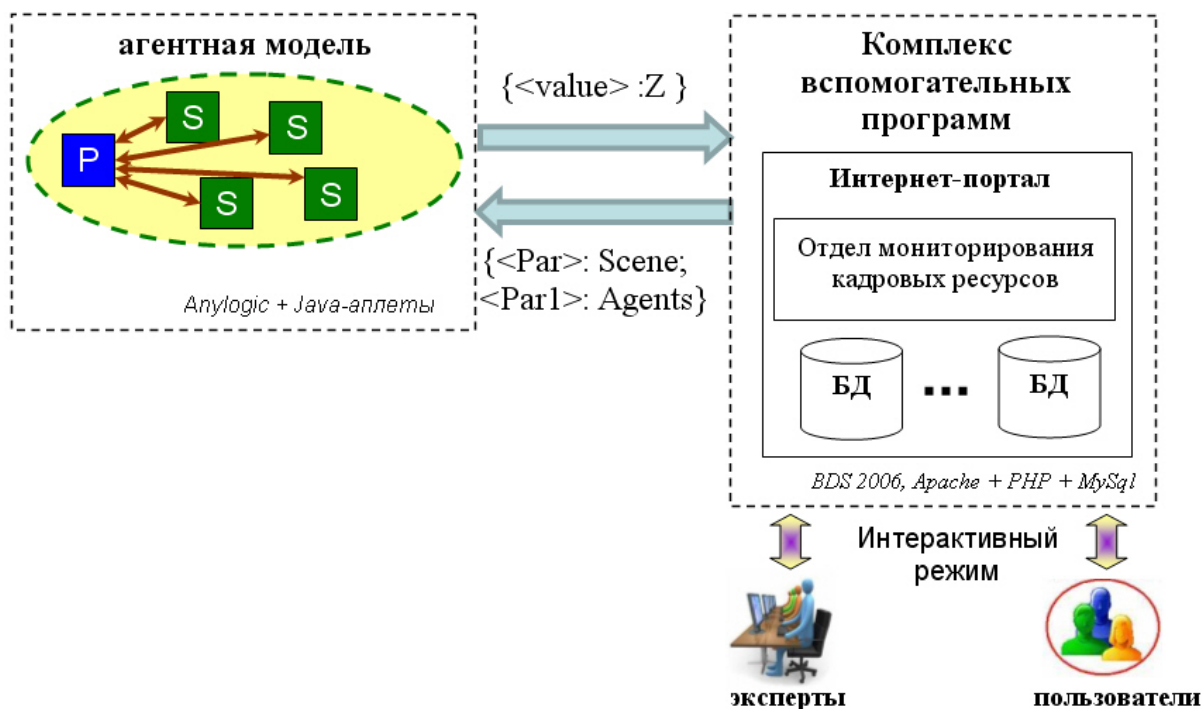 агентная модель
S
S
P
S
S
Anylogic + Java-аплеты
{<value> :Z }
{<Par>: Scene;
<Par1>: Agents}
Комплекс
вспомогательных
программ
Интернет-портал
Отдел мониторирования
кадровых ресурсов
БД
...
БД
BDS 2006, Apache + PHP + MySql
Интерактивный
режим
эксперты
пользователи